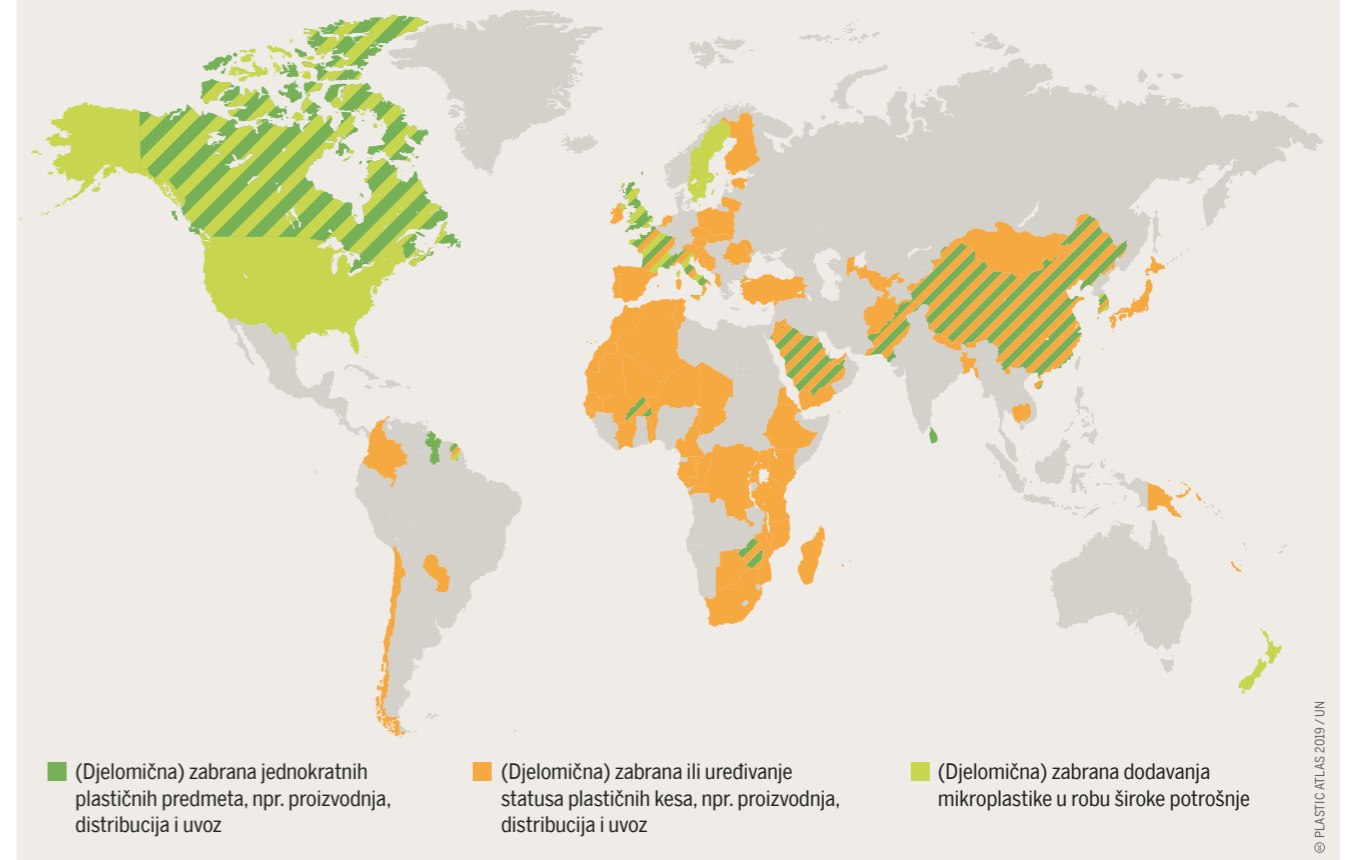 (Djelomična) zabrana jednokratnih
plastičnih predmeta, npr. proizvodnja,
distribucija i uvoz
(Djelomična) zabrana ili uređivanje
statusa plastičnih kesa, npr. proizvodnja,
distribucija i uvoz
(Djelomična) zabrana dodavanja
mikroplastike u robu široke potrošnje
PLASTIC ATLAS 2019 / UN